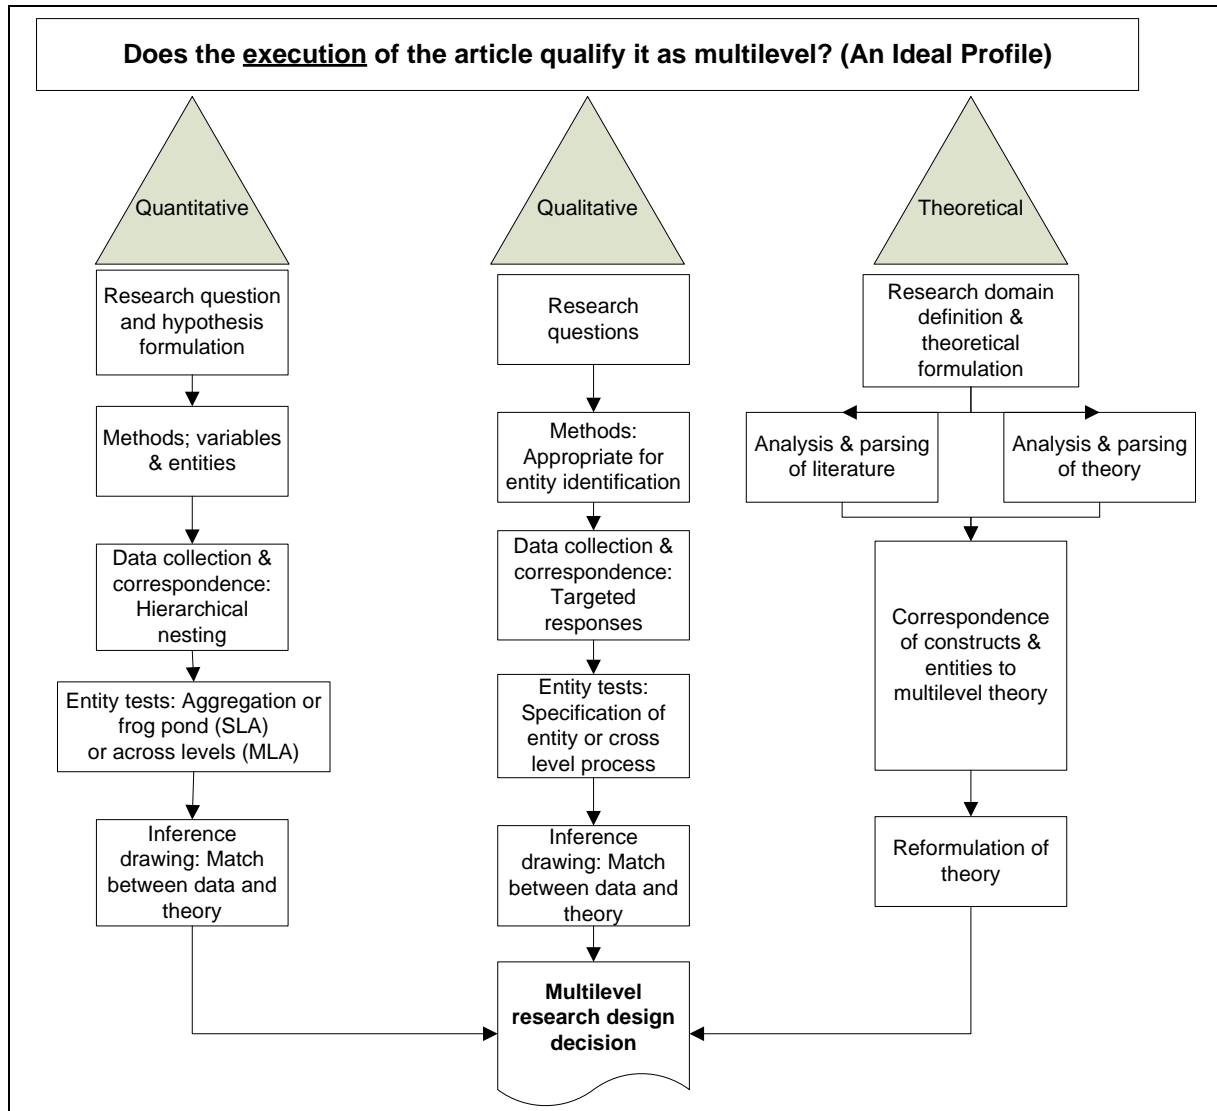 Does the execution of the article qualify it as multilevel? (An Ideal Profile)
Quantitative
Research question
and hypothesis
formulation
Methods; variables
& entities
Data collection &
correspondence:
Hierarchical
nesting
Entity tests: Aggregation or
frog pond (SLA)
or across levels (MLA)
Inference
drawing: Match
between data and
theory
Qualitative
Research
questions
Methods:
Appropriate for
entity identification
Data collection &
correspondence:
Targeted
responses
Entity tests:
Specification of
entity or cross
level process
Inference
drawing: Match
between data and
theory
Theoretical
Research domain
definition &
theoretical
formulation
Analysis & parsing
of literature
Analysis & parsing
of theory
Correspondence
of constructs &
entities to
multilevel theory
Reformulation of
theory
Multilevel
research design
decision